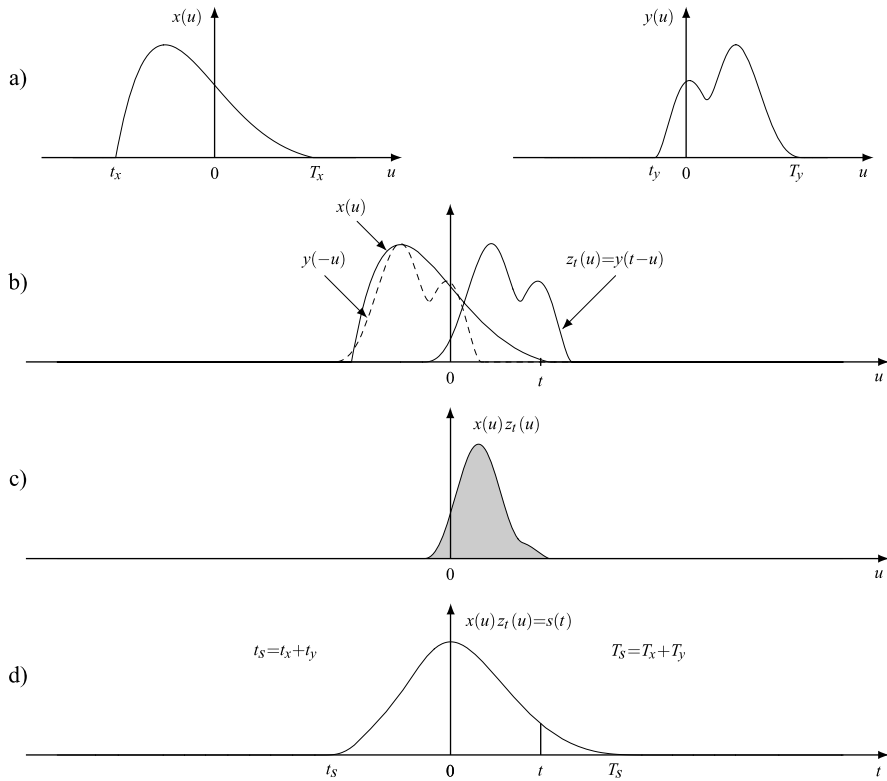 x(u)
y(u)
a)
t_x
0
T_x
u
t_y
0
T_y
u
x(u)
y(−u)
z_t(u)=y(t−u)
b)
0
t
u
x(u)z_t(u)
c)
0
u
x(u)z_t(u)=s(t)
t_s=t_x+t_y
T_s=T_x+T_y
d)
t_s
0
t
T_s
t